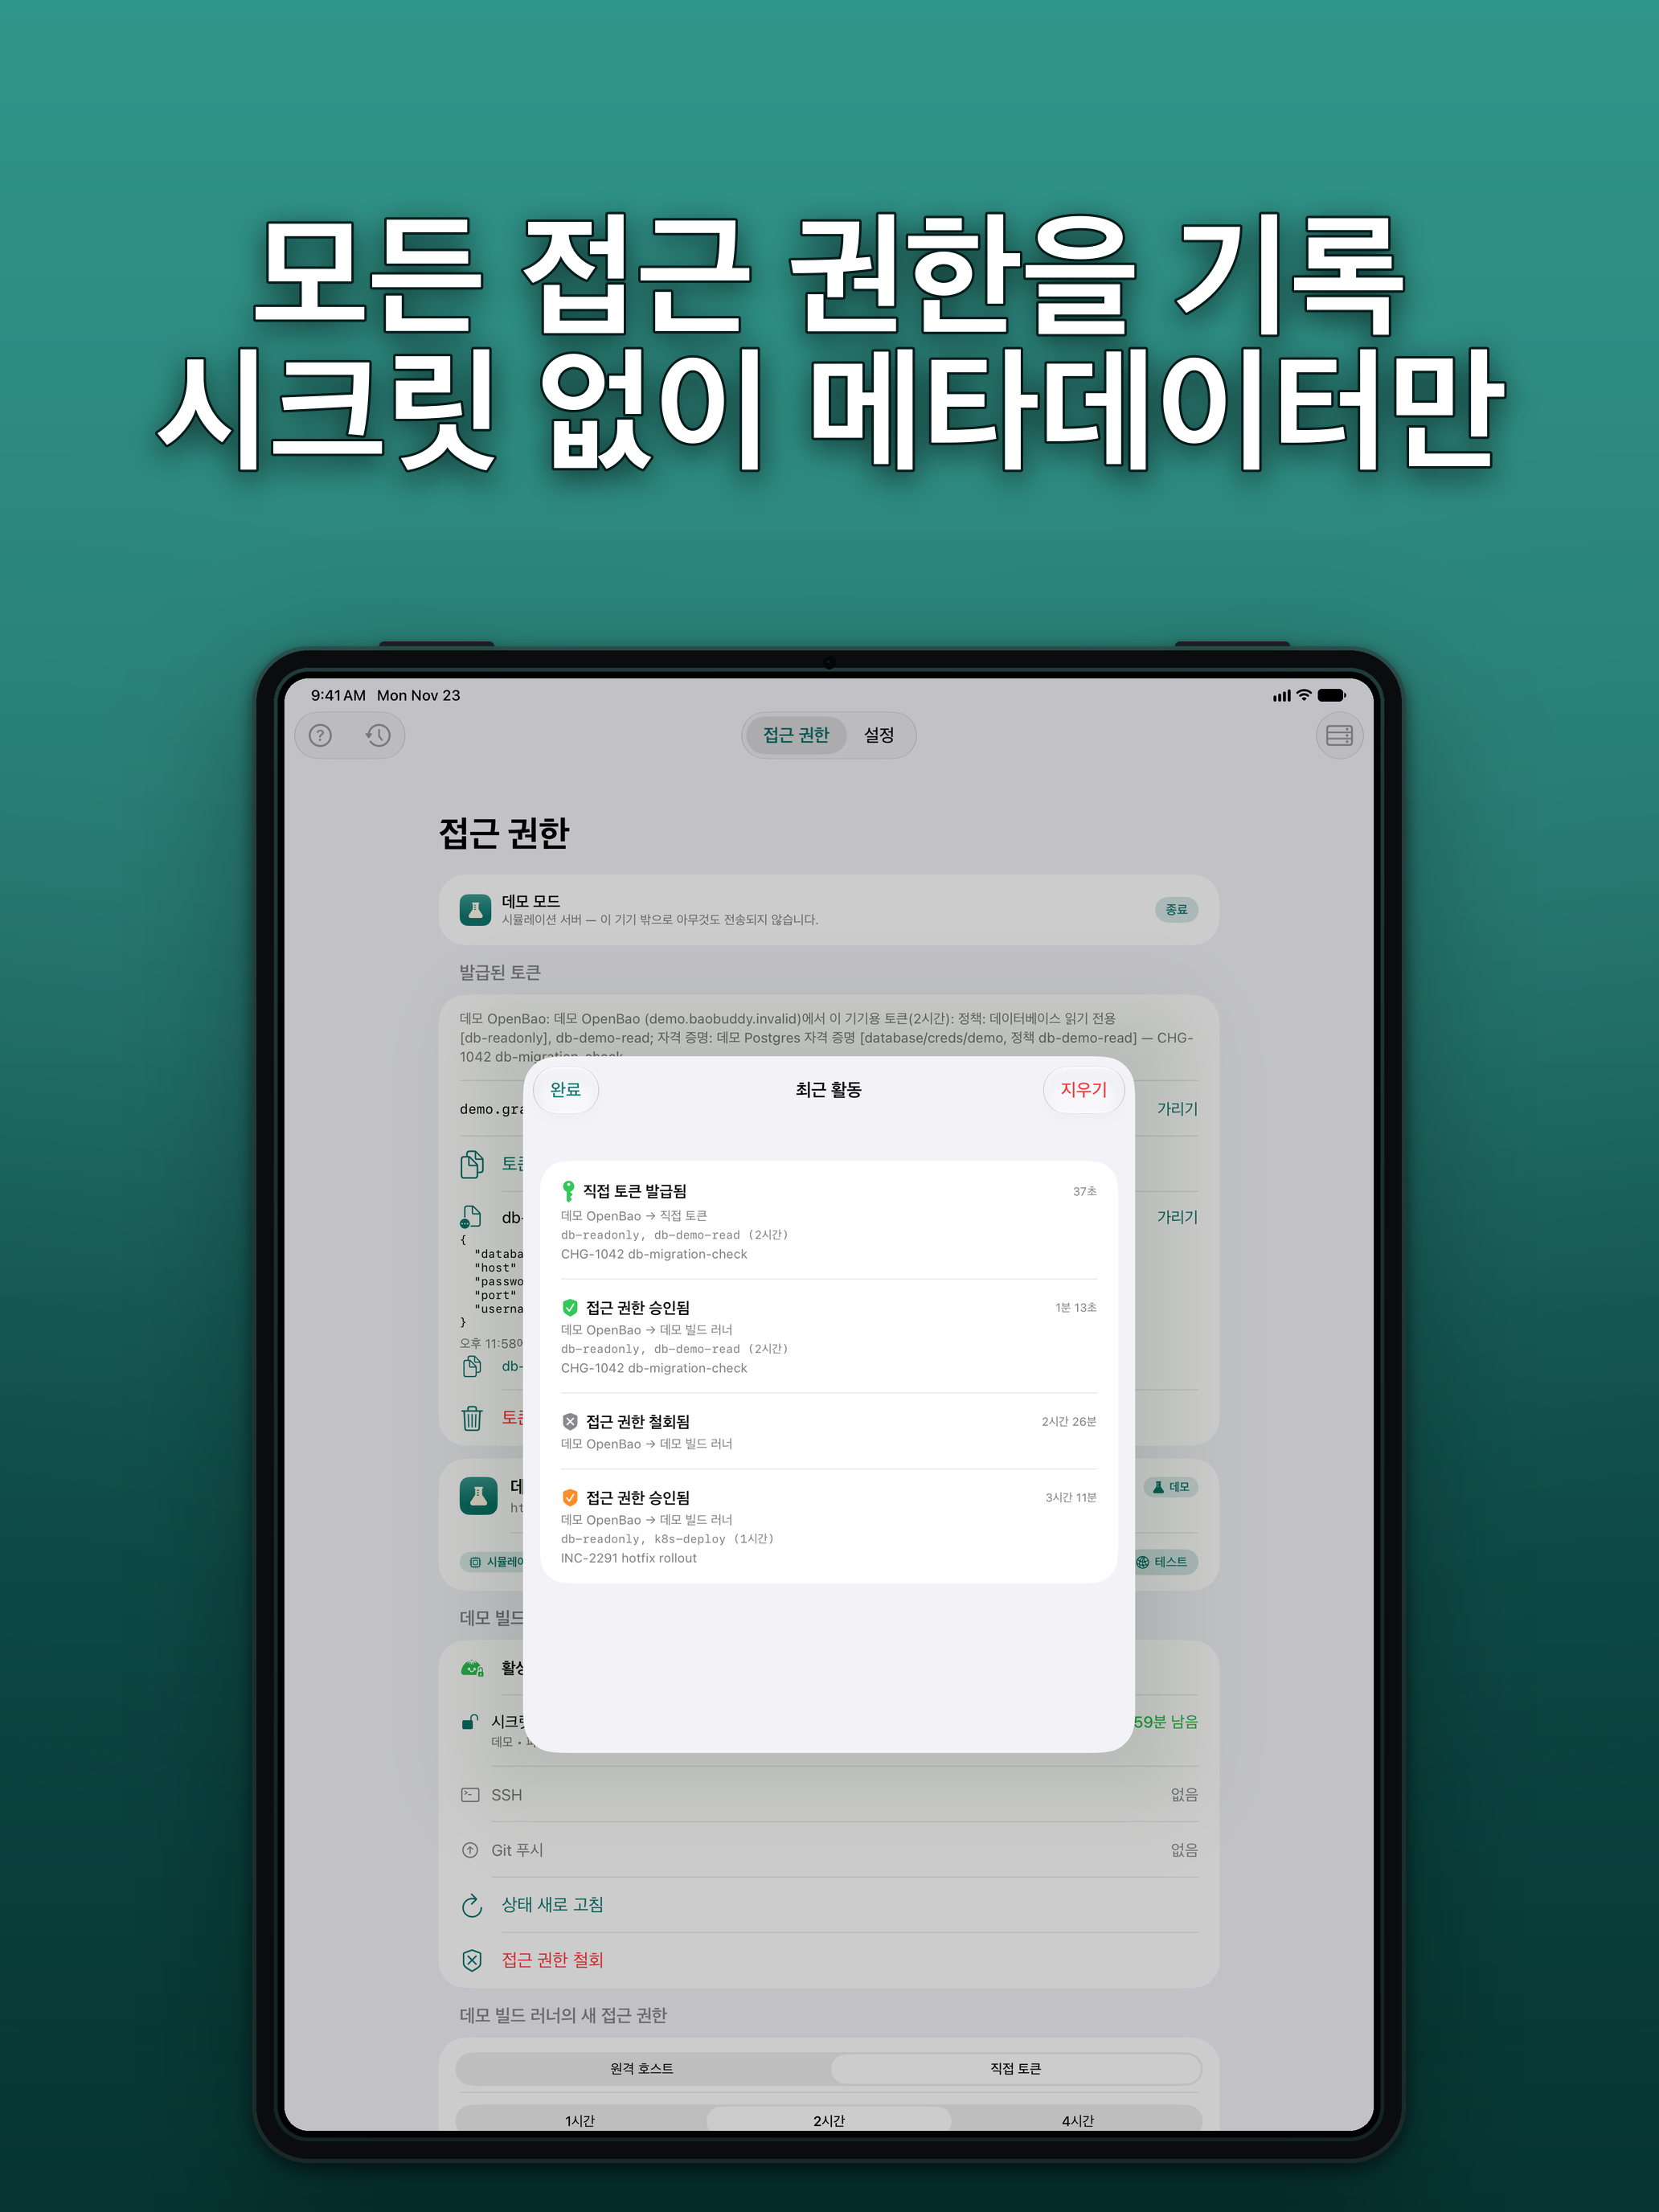 모든 접근 권한을 기록
시크릿 없이 메타데이터만
9:41 AM Mon Nov 23
접근 권한 설정
접근 권한
데모 모드
시뮬레이션 서버 — 이 기기 밖으로 아무것도 전송되지 않습니다.
종료
발급된 토큰
데모 OpenBao: 데모 OpenBao (demo.baobuddy.invalid)에서 이 기기용 토큰(2시간): 정책: 데이터베이스 읽기 전용
[db-readonly], db-demo-read; 자격 증명: 데모 Postgres 자격 증명 [database/creds/demo, 정책 db-demo-read] — CHG-
1042 db-migration-check
가리기
가리기
{
"host"
"port"
}
오후
완료
최근 활동
지우기
직접 토큰 발급됨
37초
데모 OpenBao → 직접 토큰
db-readonly, db-demo-read (2시간)
CHG-1042 db-migration-check
접근 권한 승인됨
1분 13초
데모 OpenBao → 데모 빌드 러너
db-readonly, db-demo-read (2시간)
CHG-1042 db-migration-check
접근 권한 철회됨
2시간 26분
데모 OpenBao → 데모 빌드 러너
접근 권한 승인됨
3시간 11분
데모 OpenBao → 데모 빌드 러너
db-readonly, k8s-deploy (1시간)
INC-2291 hotfix rollout
데모
테스트
데모 빌드
59분 남음
데모 •
SSH
없음
Git 푸시
없음
상태 새로 고침
접근 권한 철회
데모 빌드 러너의 새 접근 권한
원격 호스트
직접 토큰
1시간
2시간
4시간